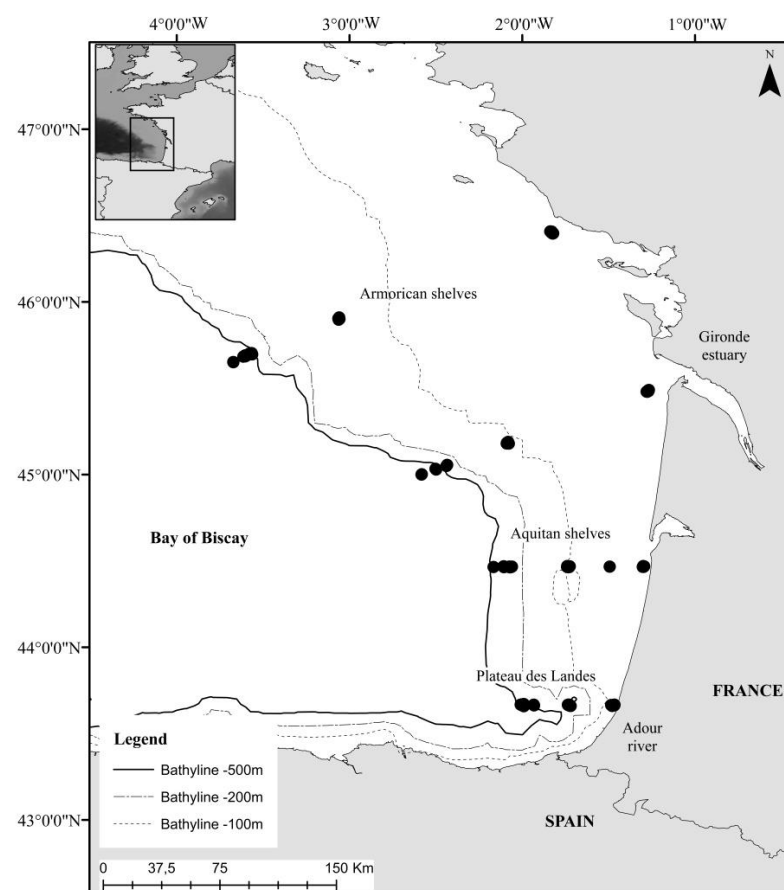 4°0'0"W 3°0'0"W 2°0'0"W 1°0'0"W
N
47°0'0"N
46°0'0"N
45°0'0"N
44°0'0"N
43°0'0"N
Armorican shelves
Gironde
estuary
Bay of Biscay
Aquitan shelves
Plateau des Landes
FRANCE
Adour
river
SPAIN
Legend
Bathyline -500m
Bathyline -200m
Bathyline -100m
0 37,5 75 150 Km